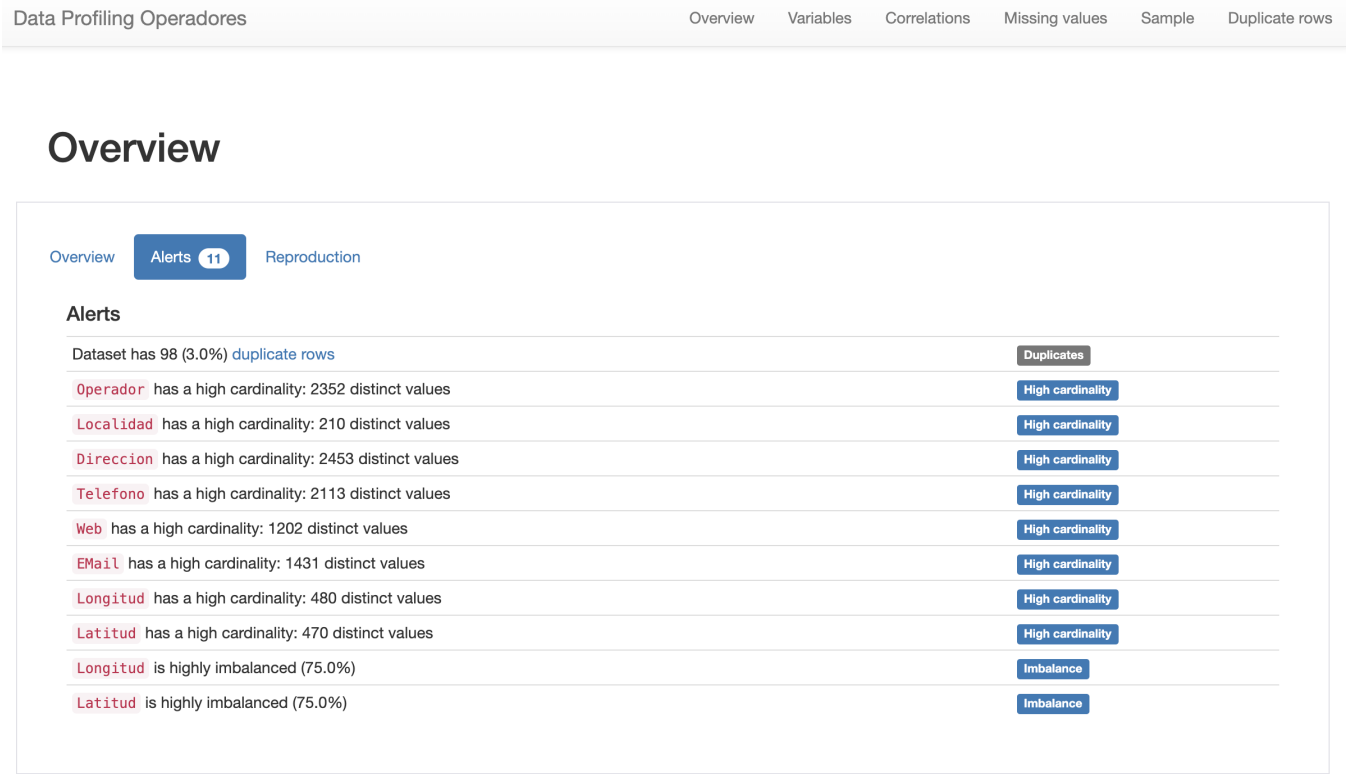 Data Profiling Operadores Overview Variables Correlations Missing values Sample Duplicate rows
Overview
Overview Alerts 11 Reproduction
Alerts
Dataset has 98 (3.0%) duplicate rows Duplicates
Operador has a high cardinality: 2352 distinct values High cardinality
Localidad has a high cardinality: 210 distinct values High cardinality
Direccion has a high cardinality: 2453 distinct values High cardinality
Telefono has a high cardinality: 2113 distinct values High cardinality
Web has a high cardinality: 1202 distinct values High cardinality
EMail has a high cardinality: 1431 distinct values High cardinality
Longitud has a high cardinality: 480 distinct values High cardinality
Latitud has a high cardinality: 470 distinct values High cardinality
Longitud is highly imbalanced (75.0%) Imbalance
Latitud is highly imbalanced (75.0%) Imbalance